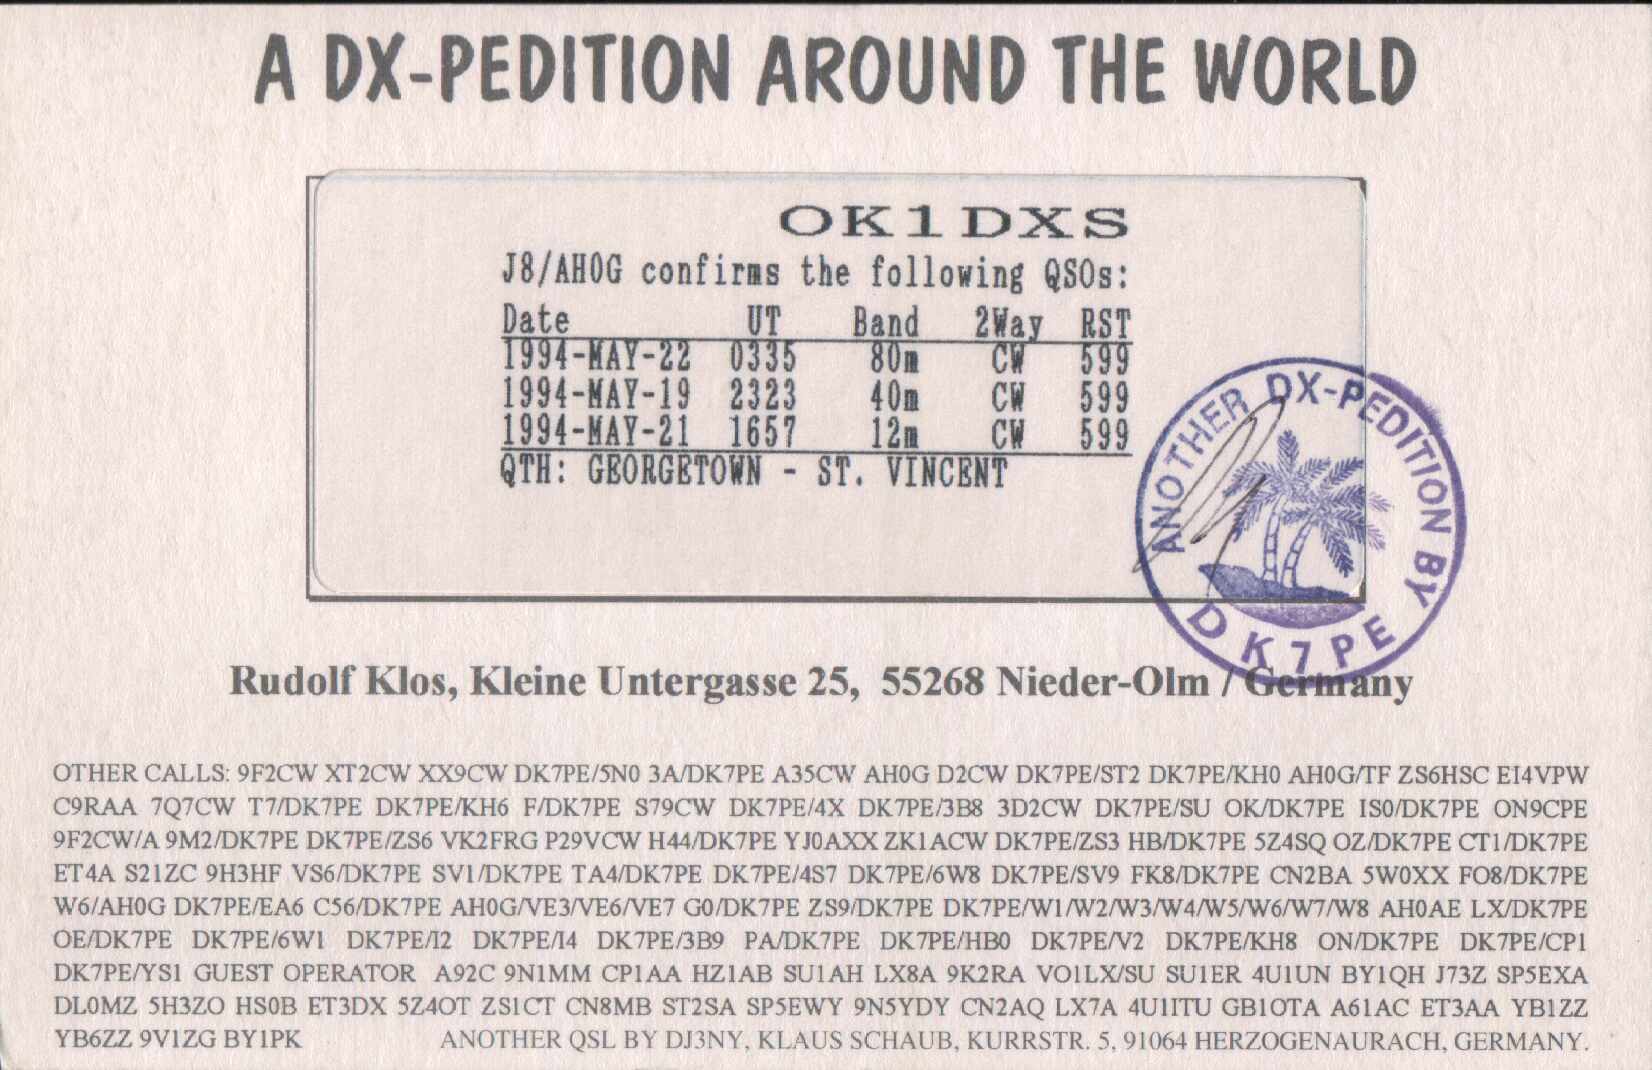 A DX-PEDITION AROUND THE WORLD
OK1DXS
J8/AH0G confirms the following QSOs:
Date UT Band 2Way RST
1994-MAY-22 0335 80m CW 599
1994-MAY-19 2323 40m CW 599
1994-MAY-21 1657 12m CW 599
QTH: GEORGETOWN - ST. VINCENT
ANOTHER DX-PEDITION BY
DK7PE
Rudolf Klos, Kleine Untergasse 25, 55268 Nieder-Olm / Germany
OTHER CALLS: 9F2CW XT2CW XX9CW DK7PE/5N0 3A/DK7PE A35CW AH0G D2CW DK7PE/ST2 DK7PE/KH0 AH0G/TF ZS6HSC EI4VPW
C9RAA 7Q7CW T7/DK7PE DK7PE/KH6 F/DK7PE S79CW DK7PE/4X DK7PE/3B8 3D2CW DK7PE/SU OK/DK7PE IS0/DK7PE ON9CPE
9F2CW/A 9M2/DK7PE DK7PE/ZS6 VK2FRG P29VCW H44/DK7PE YJ0AXX ZK1ACW DK7PE/ZS3 HB/DK7PE 5Z4SQ OZ/DK7PE CT1/DK7PE
ET4A S21ZC 9H3HF VS6/DK7PE SV1/DK7PE TA4/DK7PE DK7PE/4S7 DK7PE/6W8 DK7PE/SV9 FK8/DK7PE CN2BA 5W0XX FO8/DK7PE
W6/AH0G DK7PE/EA6 C56/DK7PE AH0G/VE3/VE6/VE7 G0/DK7PE ZS9/DK7PE DK7PE/W1/W2/W3/W4/W5/W6/W7/W8 AH0AE LX/DK7PE
OE/DK7PE DK7PE/6W1 DK7PE/I2 DK7PE/I4 DK7PE/3B9 PA/DK7PE DK7PE/HB0 DK7PE/V2 DK7PE/KH8 ON/DK7PE DK7PE/CP1
DK7PE/YS1 GUEST OPERATOR A92C 9N1MM CP1AA HZ1AB SU1AH LX8A 9K2RA VO1LX/SU SU1ER 4U1UN BY1QH J73Z SP5EXA
DL0MZ 5H3ZO HS0B ET3DX 5Z4OT ZS1CT CN8MB ST2SA SP5EWY 9N5YDY CN2AQ LX7A 4U1ITU GB1OTA A61AC ET3AA YB1ZZ
YB6ZZ 9V1ZG BY1PK ANOTHER QSL BY DJ3NY, KLAUS SCHAUB, KURRSTR. 5, 91064 HERZOGENAURACH, GERMANY.